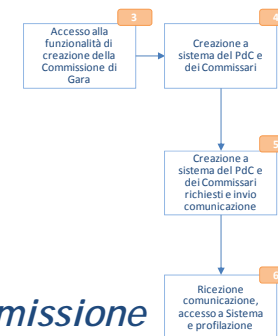 3
Accesso alla
funzionalità di
creazione della
Commissione di
Gara
4
Creazione a
sistema del PdC e
dei Commissari
5
Creazione a
sistema del PdC e
dei Commissari
richiesti e invio
comunicazione
6
Ricezione
comunicazione,
accesso a Sistema
e profilazione
missione